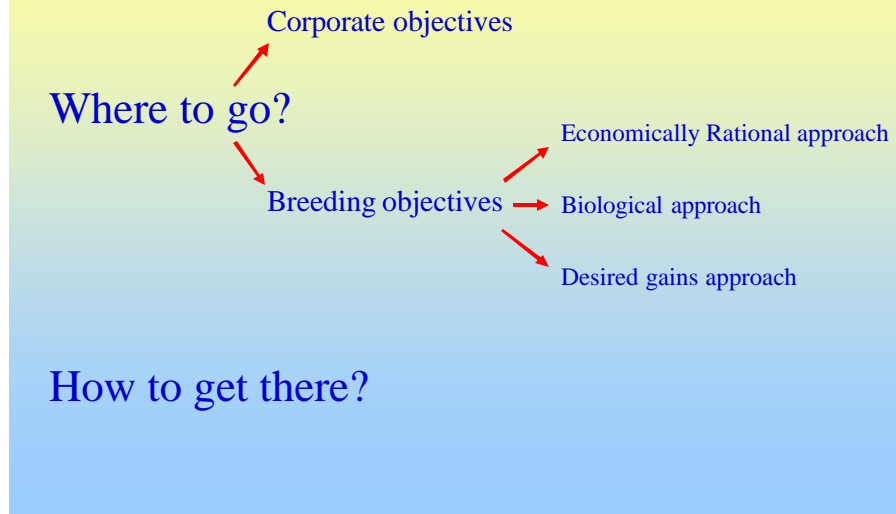 Corporate objectives
Where to go?
Economically Rational approach
Breeding objectives
Biological approach
Desired gains approach
How to get there?